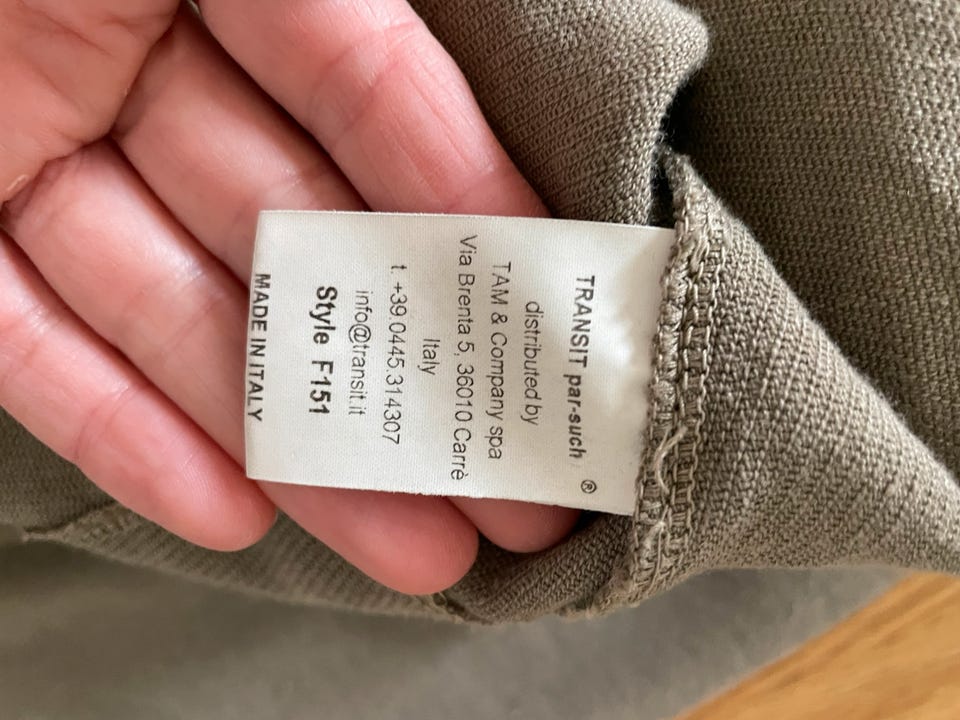 TRANSIT par-such ®
distributed by
TAM & Company spa
Via Brenta 5, 36010 Carrè
Italy
t. +39.0445.314307
info@transit.it
Style F151
MADE IN ITALY